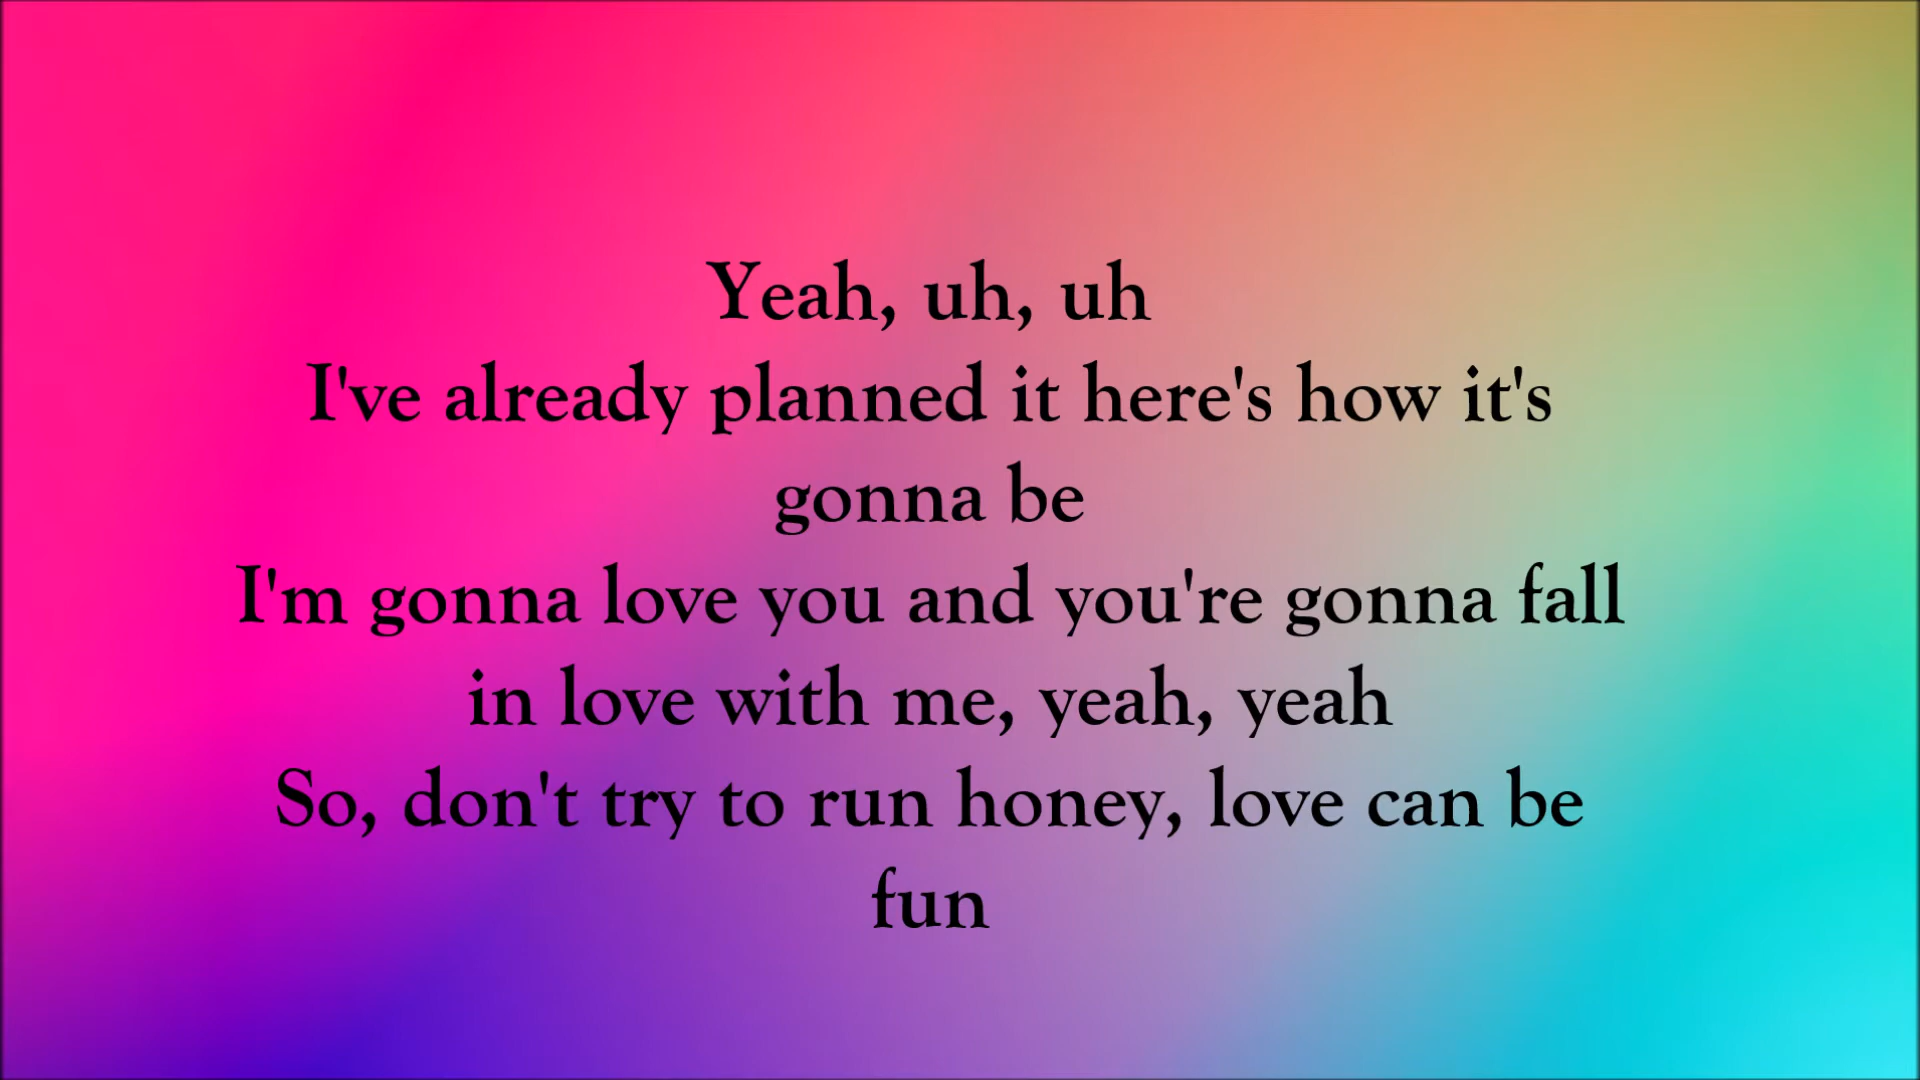 Yeah, uh, uh
I've already planned it here's how it's
gonna be
I'm gonna love you and you're gonna fall
in love with me, yeah, yeah
So, don't try to run honey, love can be
fun